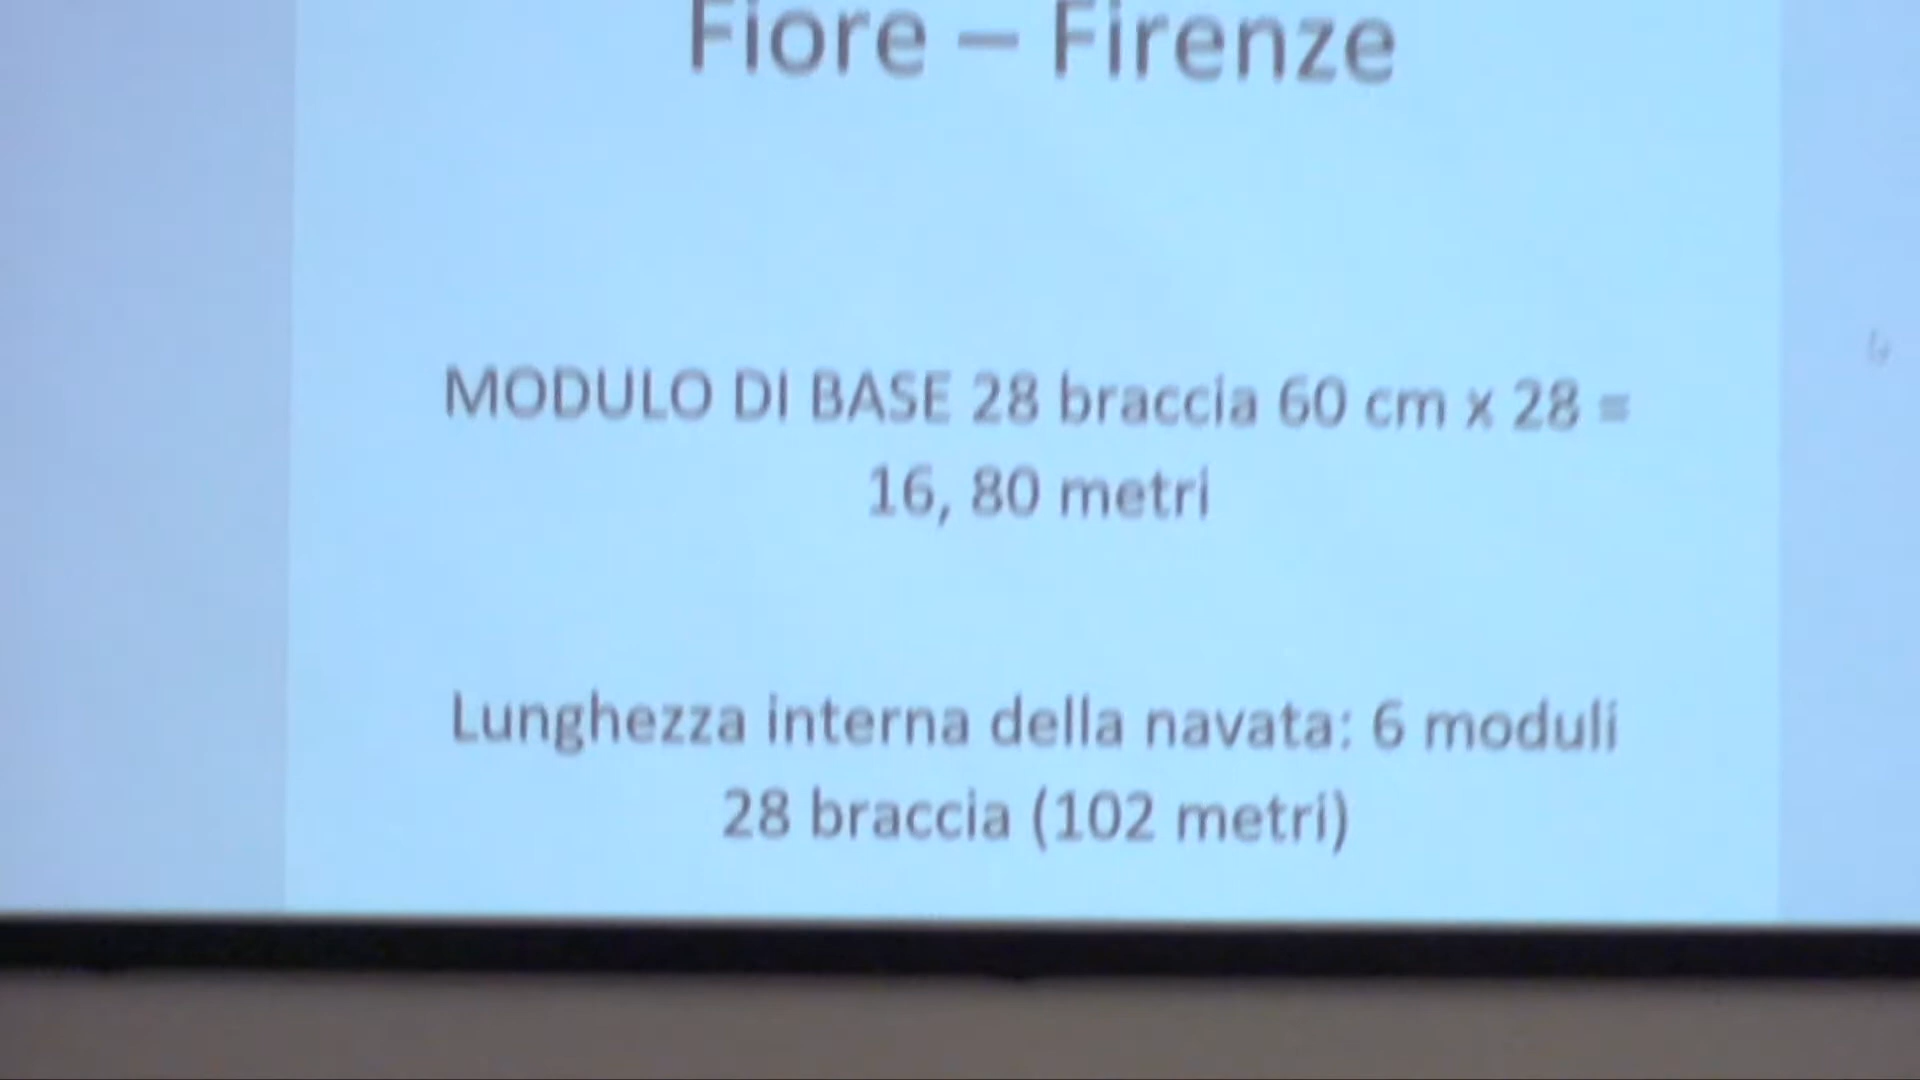 Fiore – Firenze
MODULO DI BASE 28 braccia 60 cm x 28 =
16, 80 metri
Lunghezza interna della navata: 6 moduli
28 braccia (102 metri)